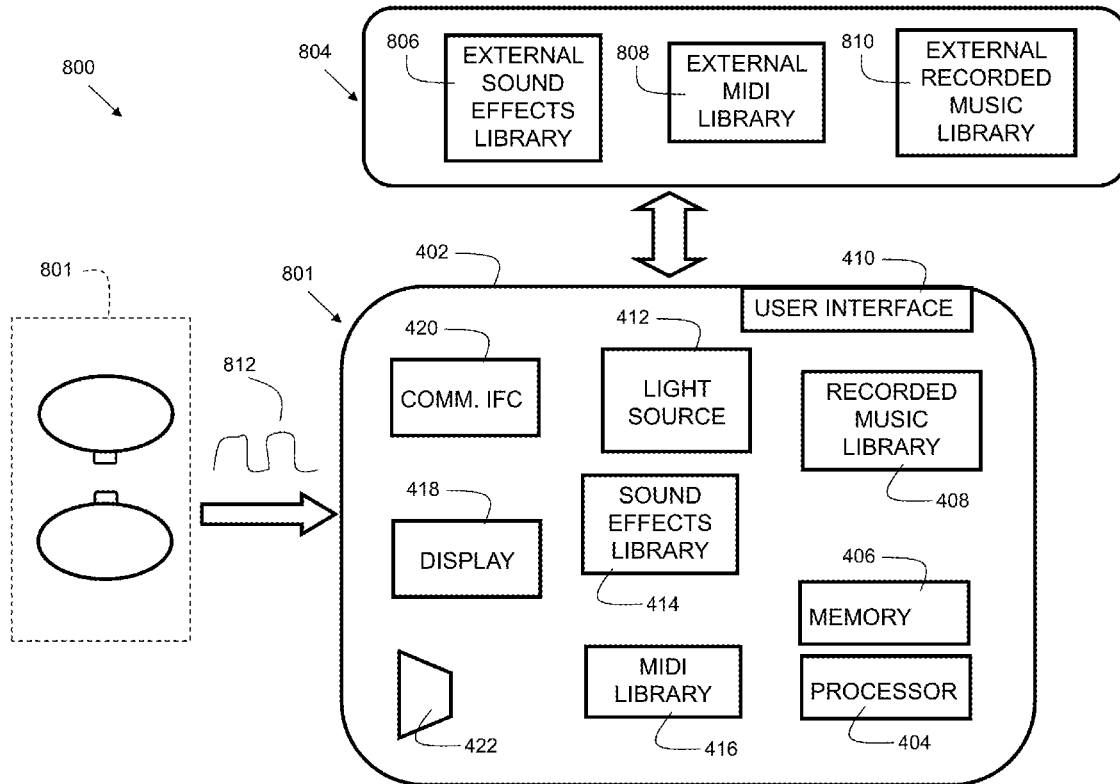 800
804
806
EXTERNAL
SOUND
EFFECTS
LIBRARY
808
EXTERNAL
MIDI
LIBRARY
810
EXTERNAL
RECORDED
MUSIC
LIBRARY
801
801
402
410
USER INTERFACE
420
COMM. IFC
412
LIGHT
SOURCE
RECORDED
MUSIC
LIBRARY
408
812
418
DISPLAY
SOUND
EFFECTS
LIBRARY
414
406
MEMORY
422
MIDI
LIBRARY
416
PROCESSOR
404